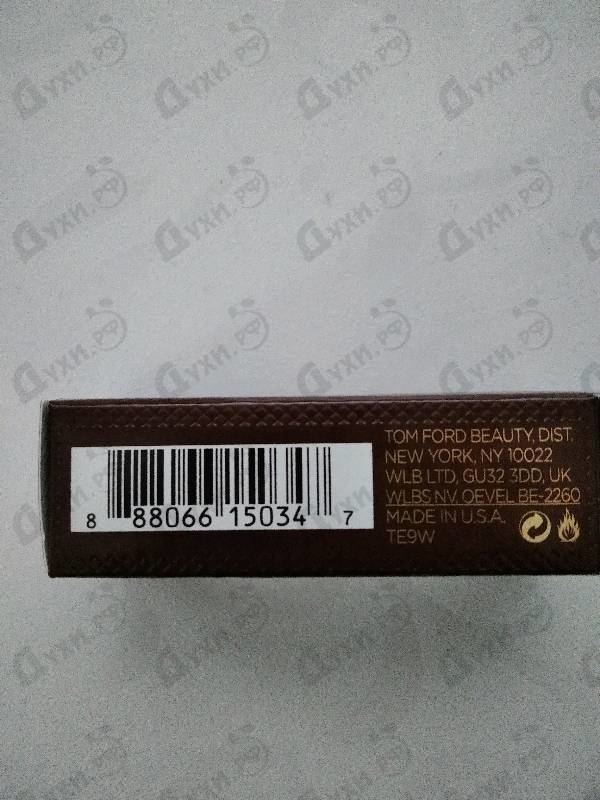 TOM FORD BEAUTY, DIST.
NEW YORK, NY 10022
WLB LTD, GU32 3DD, UK
WLBS NV. OEVEL BE-2260
MADE IN U.S.A.
TE9W
8 88066 15034 7
Духи.рф